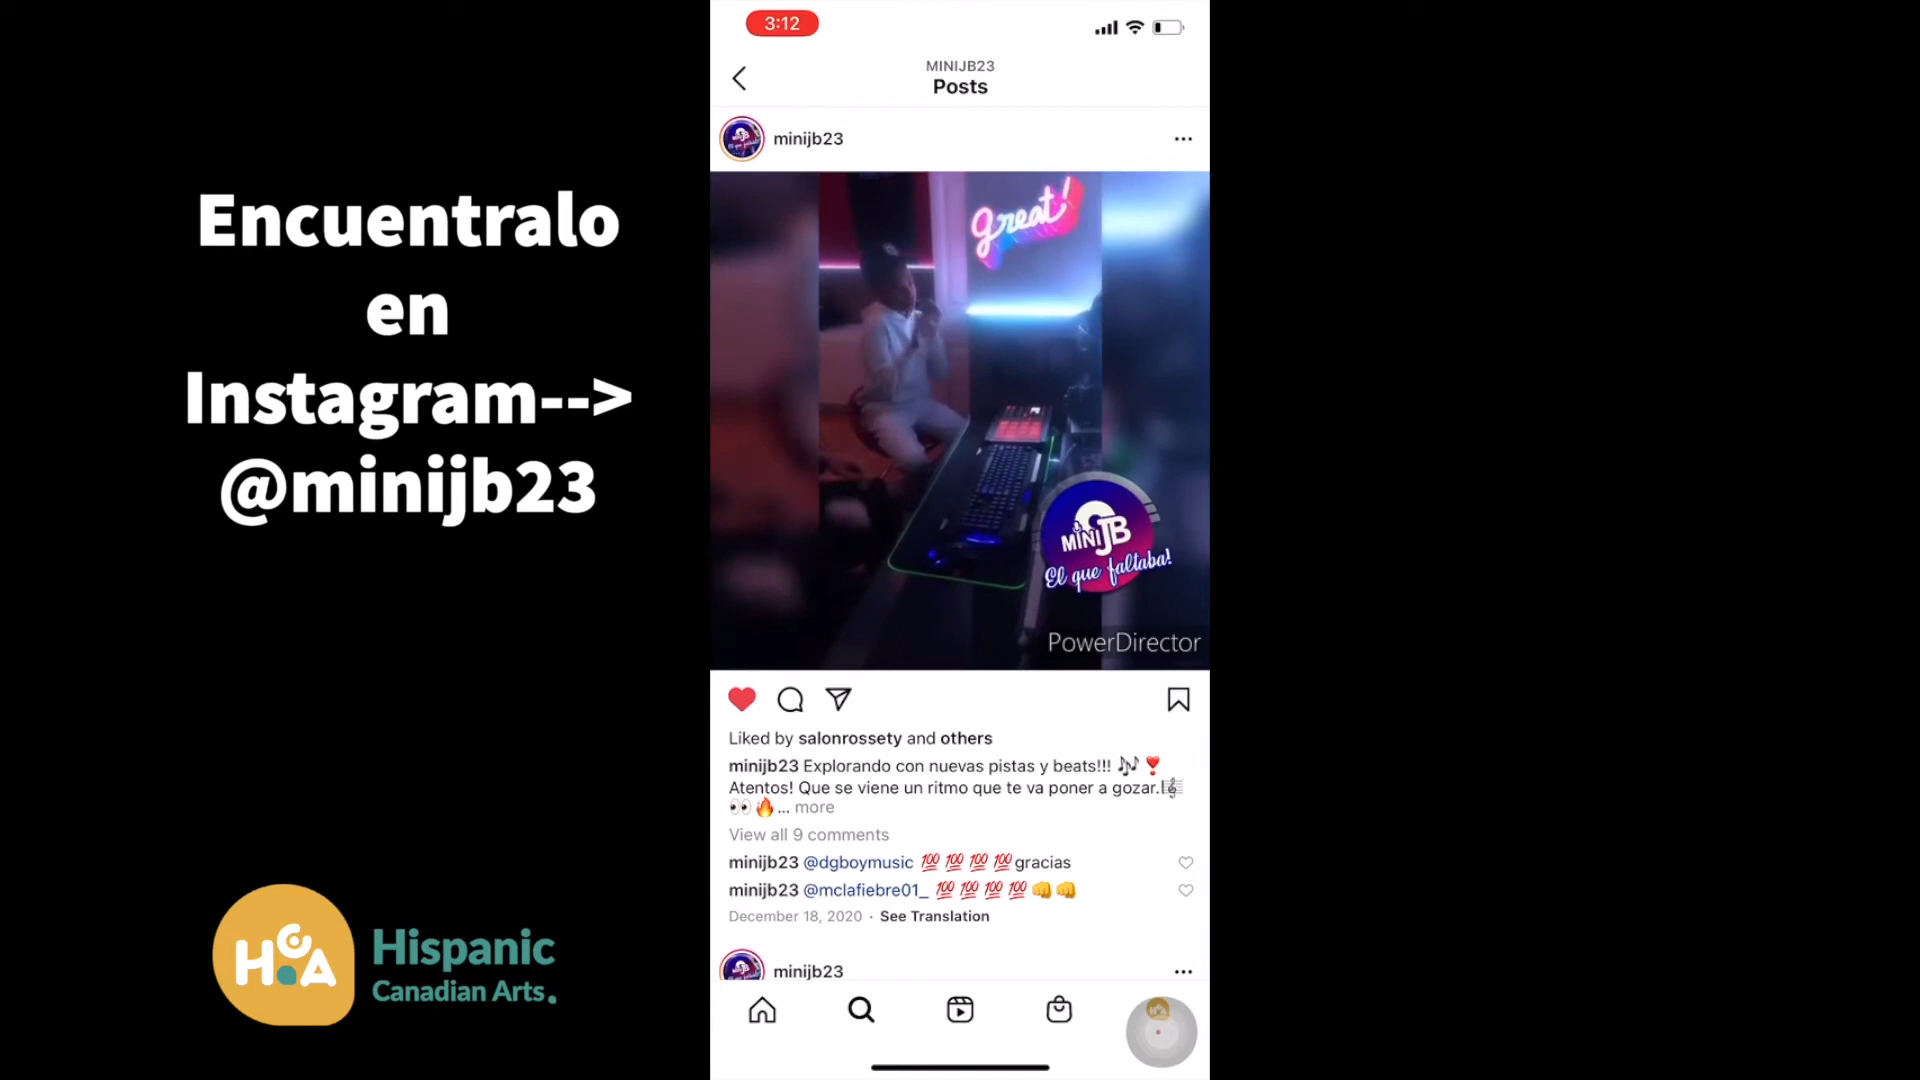 Encuentralo
en
Instagram-->
@minijb23
HCA
Hispanic
Canadian Arts.
3:12
MINIJB23
Posts
minijb23
great!
MINIJB
El que faltaba!
PowerDirector
Liked by salonrossety and others
minijb23 Explorando con nuevas pistas y beats!!! 🎶❣️
Atentos! Que se viene un ritmo que te va poner a gozar.🎼
👀🔥... more
View all 9 comments
minijb23 @dgboymusic 💯💯💯💯gracias
minijb23 @mclafiebre01_ 💯💯💯💯👊👊
December 18, 2020 · See Translation
minijb23